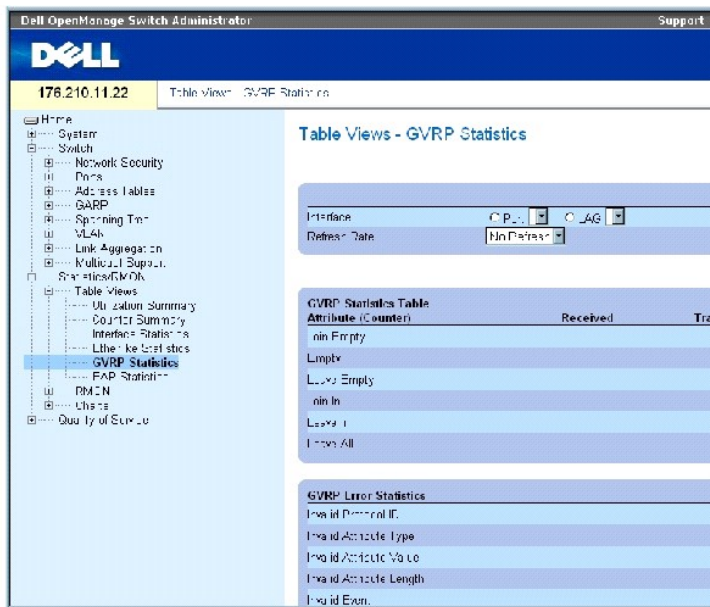 Dell OpenManage Switch Administrator Support
DELL
176.210.11.22 Table Views - GVRP Statistics
Home
System
Switch
Network Security
Ports
Address Tables
GARP
Spanning Tree
VLAN
Link Aggregation
Multicast Support
Statistics/RMON
Table Views
Utilization Summary
Counter Summary
Interface Statistics
Etherlike Statistics
GVRP Statistics
EAP Statistics
RMON
Charts
Quality of Service
Table Views - GVRP Statistics
Interface Port LAG
Refresh Rate No Refresh
GVRP Statistics Table
Attribute (Counter) Received Tra
Join Empty
Empty
Leave Empty
Join In
Leave In
Leave All
GVRP Error Statistics
Invalid Protocol ID
Invalid Attribute Type
Invalid Attribute Value
Invalid Attribute Length
Invalid Event